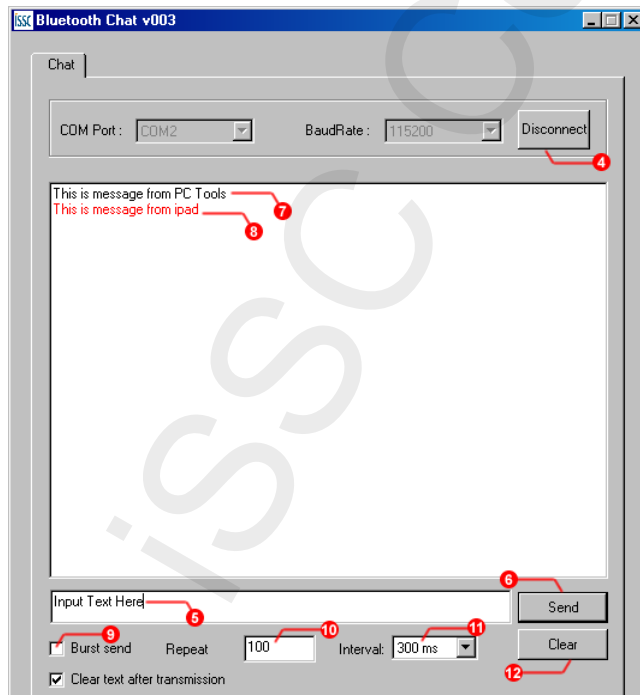 issc Bluetooth Chat v003
Chat
COM Port : COM2 BaudRate : 115200 Disconnect
4
This is message from PC Tools 7
This is message from ipad 8
6
Input Text Here 5 Send
9 10 11
Burst send Repeat 100 Interval: 300 ms Clear
12
Clear text after transmission
issc